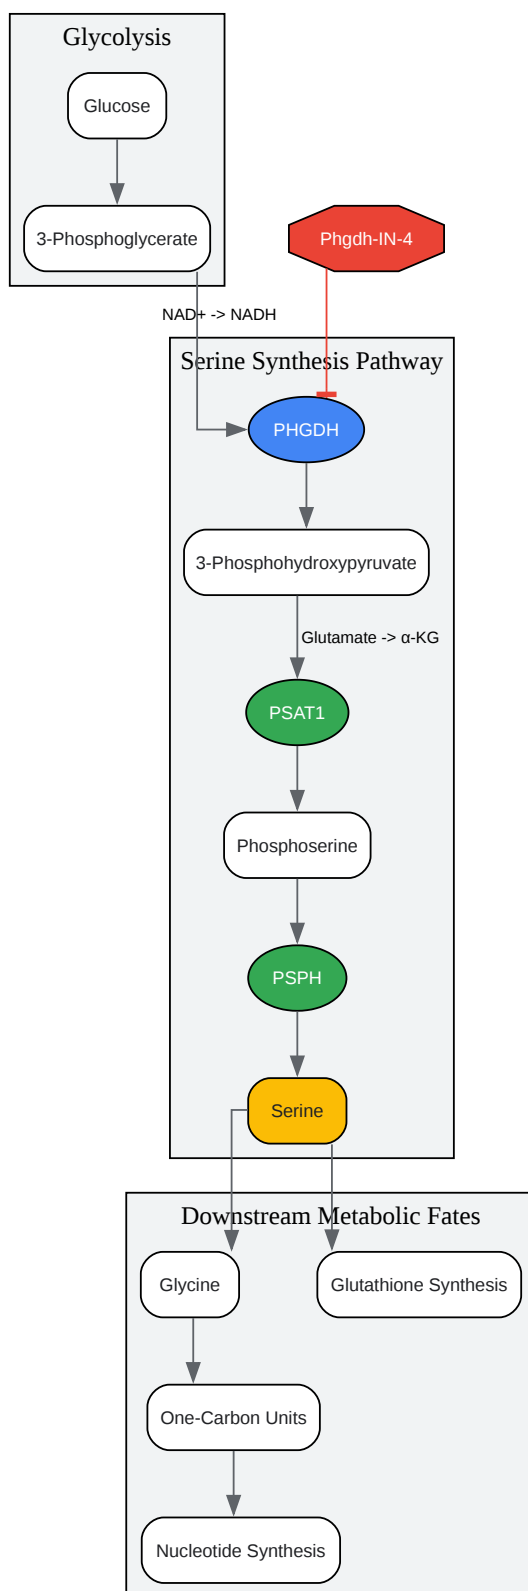 Glycolysis
Glucose
3-Phosphoglycerate
Phgdh-IN-4
NAD+ -> NADH
Serine Synthesis Pathway
PHGDH
3-Phosphohydroxypyruvate
Glutamate -> α-KG
PSAT1
Phosphoserine
PSPH
Serine
Downstream Metabolic Fates
Glycine
Glutathione Synthesis
One-Carbon Units
Nucleotide Synthesis